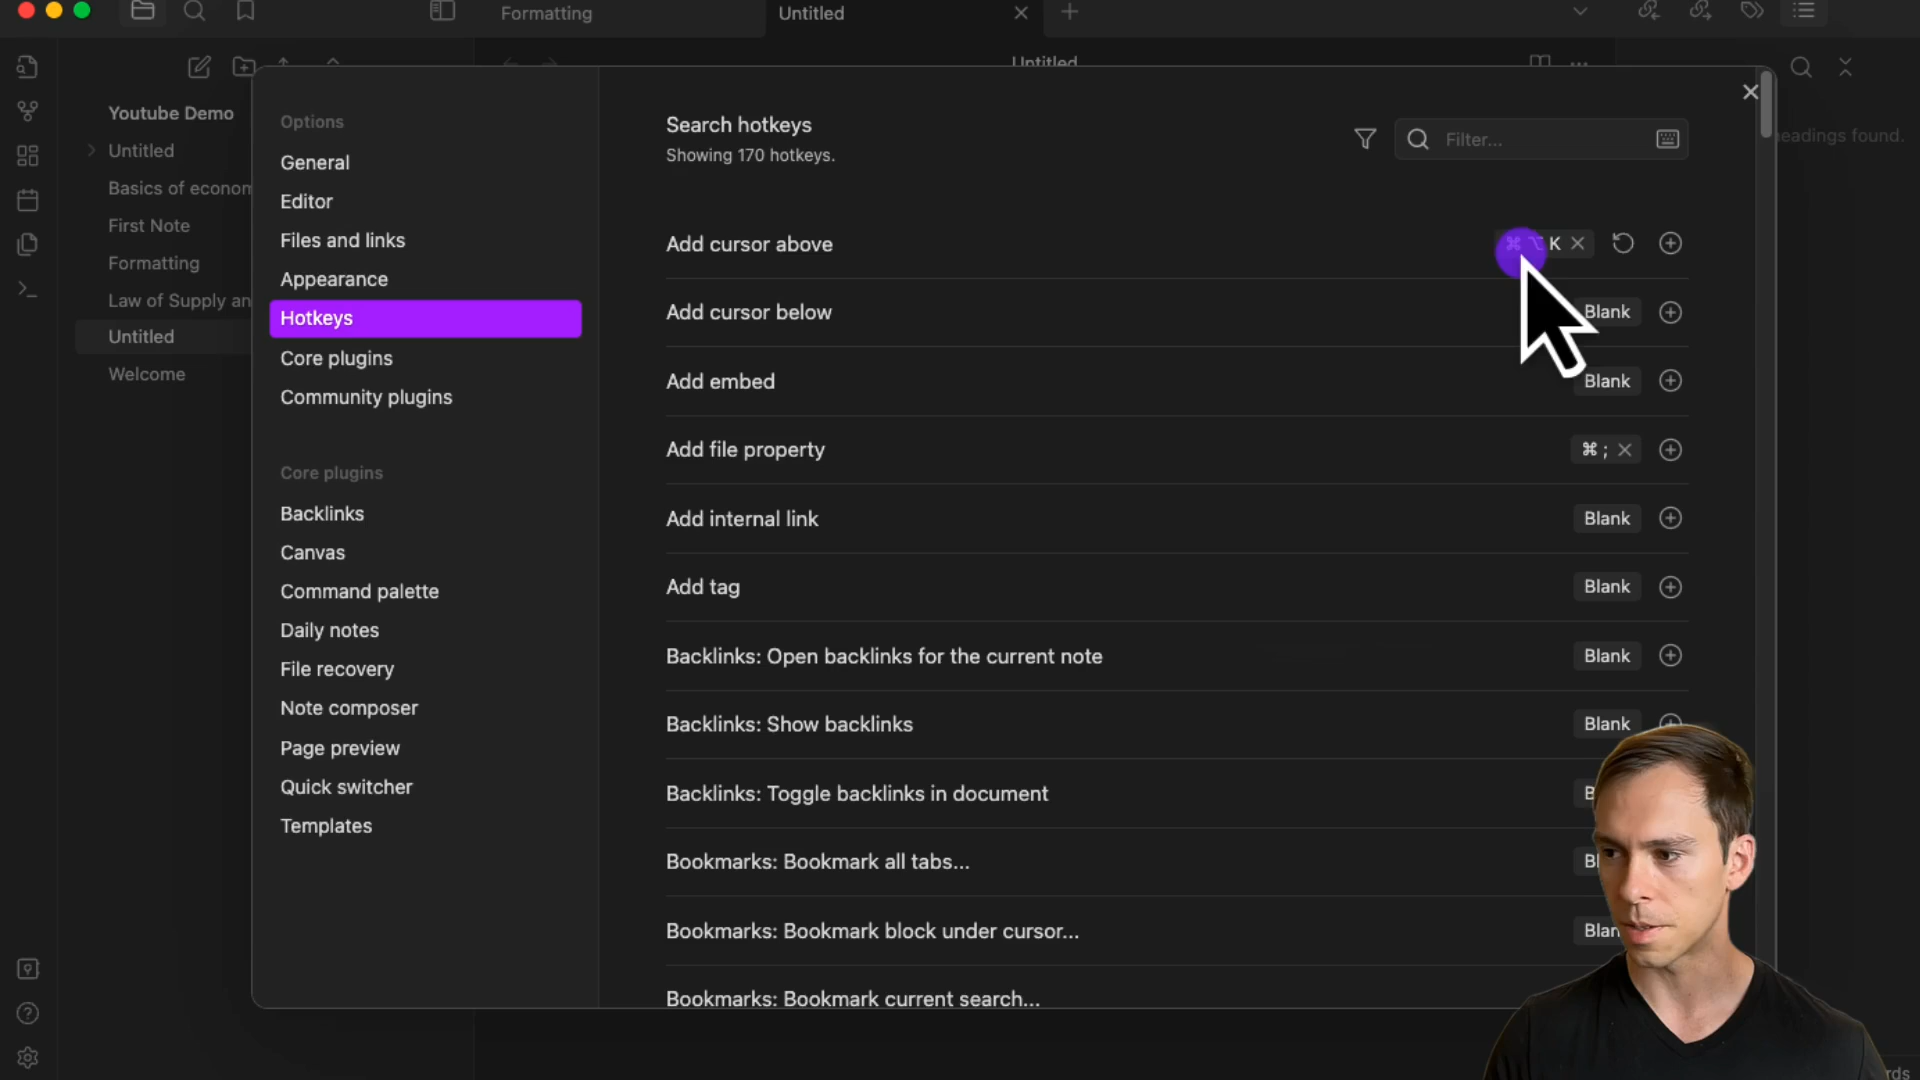 Formatting
Untitled
Untitled
Youtube Demo
Untitled
Basics of econom
First Note
Formatting
Law of Supply an
Untitled
Welcome
Options
General
Editor
Files and links
Appearance
Hotkeys
Core plugins
Community plugins
Core plugins
Backlinks
Canvas
Command palette
Daily notes
File recovery
Note composer
Page preview
Quick switcher
Templates
Search hotkeys
Showing 170 hotkeys.
Filter...
Add cursor above
⌘ ⌥ K
Add cursor below
Blank
Add embed
Blank
Add file property
⌘ ;
Add internal link
Blank
Add tag
Blank
Backlinks: Open backlinks for the current note
Blank
Backlinks: Show backlinks
Blank
Backlinks: Toggle backlinks in document
B
Bookmarks: Bookmark all tabs...
Bl
Bookmarks: Bookmark block under cursor...
Blan
Bookmarks: Bookmark current search...
eadings found.
rds